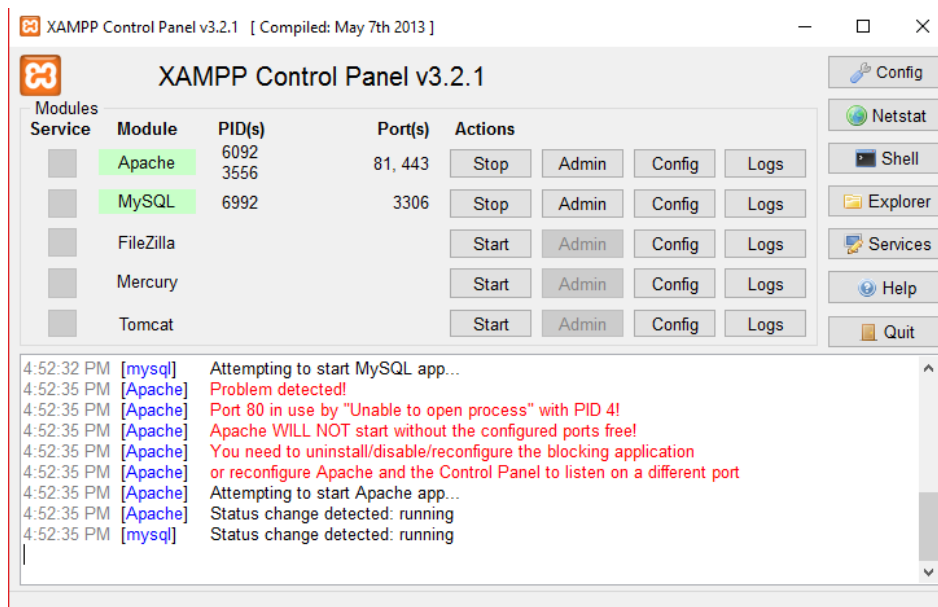 XAMPP Control Panel v3.2.1 [ Compiled: May 7th 2013 ]
XAMPP Control Panel v3.2.1
Config
Modules
Service Module PID(s) Port(s) Actions
Netstat
Apache 6092 3556 81, 443 Stop Admin Config Logs
Shell
MySQL 6992 3306 Stop Admin Config Logs
Explorer
FileZilla Start Admin Config Logs
Services
Mercury Start Admin Config Logs
Help
Tomcat Start Admin Config Logs
Quit
4:52:32 PM [mysql] Attempting to start MySQL app...
4:52:35 PM [Apache] Problem detected!
4:52:35 PM [Apache] Port 80 in use by "Unable to open process" with PID 4!
4:52:35 PM [Apache] Apache WILL NOT start without the configured ports free!
4:52:35 PM [Apache] You need to uninstall/disable/reconfigure the blocking application
4:52:35 PM [Apache] or reconfigure Apache and the Control Panel to listen on a different port
4:52:35 PM [Apache] Attempting to start Apache app...
4:52:35 PM [Apache] Status change detected: running
4:52:35 PM [mysql] Status change detected: running